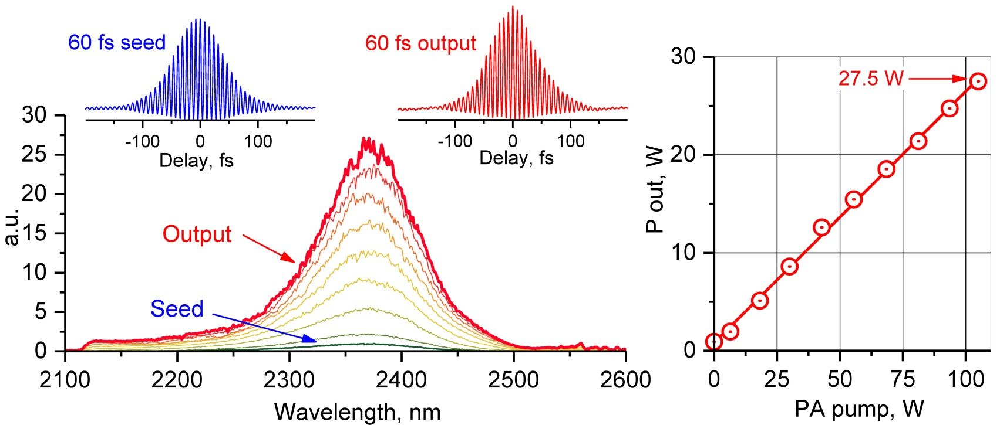 60 fs seed
-100 0 100
Delay, fs
60 fs output
-100 0 100
Delay, fs
30
25
20
15
10
5
0
a.u.
Output
Seed
2100 2200 2300 2400 2500 2600
Wavelength, nm
30
20
10
0
P out, W
27.5 W
0 25 50 75 100
PA pump, W